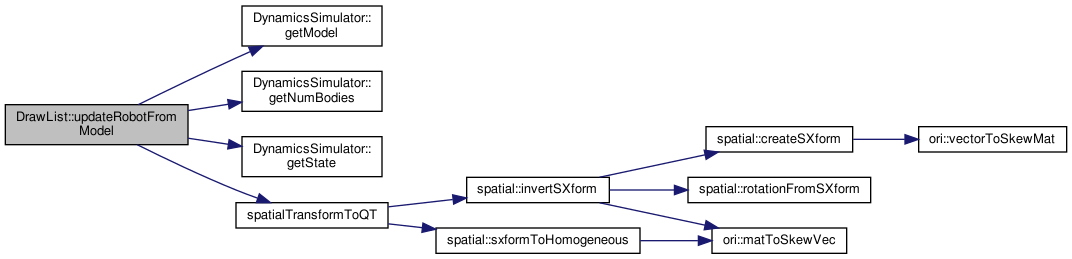 DrawList::updateRobotFrom
Model
DynamicsSimulator::
getModel
DynamicsSimulator::
getNumBodies
DynamicsSimulator::
getState
spatialTransformToQT
spatial::invertSXform
spatial::sxformToHomogeneous
spatial::createSXform
spatial::rotationFromSXform
ori::matToSkewVec
ori::vectorToSkewMat